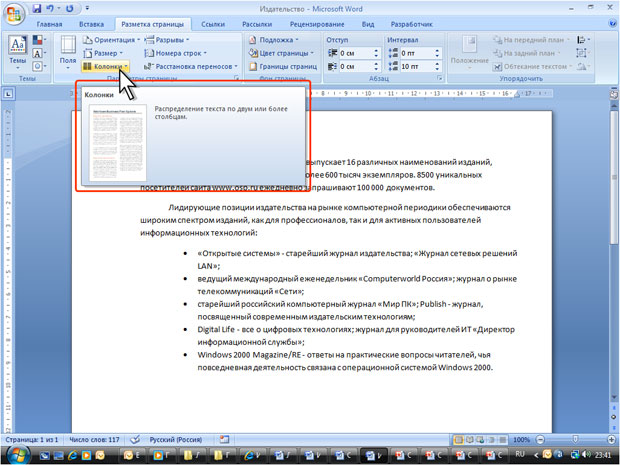 Издательство - Microsoft Word
Главная Вставка Разметка страницы Ссылки Рассылки Рецензирование Вид Разработчик
Темы
Поля
Ориентация
Размер
Колонки
Разрывы
Номера строк
Расстановка переносов
Подложка
Цвет страницы
Границы страниц
Отступ
0 см
0 см
Интервал
0 пт
10 пт
Положение
На передний план
На задний план
Обтекание текстом
Темы Параметры страницы Фон страницы Абзац Упорядочить
Колонки
Распределение текста по двум или более
столбцам.
выпускает 16 различных наименований изданий,
более 600 тысяч экземпляров. 8500 уникальных
посетителей сайта www.osp.ru ежедневно запрашивают 100 000 документов.
Лидирующие позиции издательства на рынке компьютерной периодики обеспечиваются
широким спектром изданий, как для профессионалов, так и для активных пользователей
информационных технологий:
• «Открытые системы» - старейший журнал издательства; «Журнал сетевых решений
LAN»;
• ведущий международный еженедельник «Computerworld Россия»; журнал о рынке
телекоммуникаций «Сети»;
• старейший российский компьютерный журнал «Мир ПК»; Publish - журнал,
посвященный современным издательским технологиям;
• Digital Life - все о цифровых технологиях; журнал для руководителей ИТ «Директор
информационной службы»;
• Windows 2000 Magazine/RE - ответы на практические вопросы читателей, чья
повседневная деятельность связана с операционной системой Windows 2000.
Страница: 1 из 1 Число слов: 117 Русский (Россия) 100%
RU 23:41